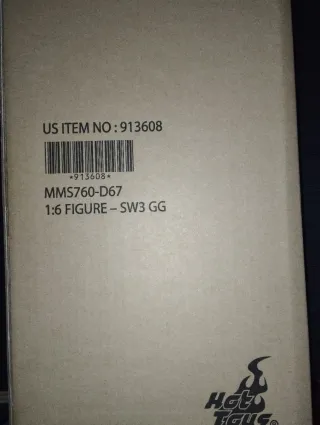 US ITEM NO : 913608
*913608*
MMS760-D67
1:6 FIGURE – SW3 GG
Hot
Toys®